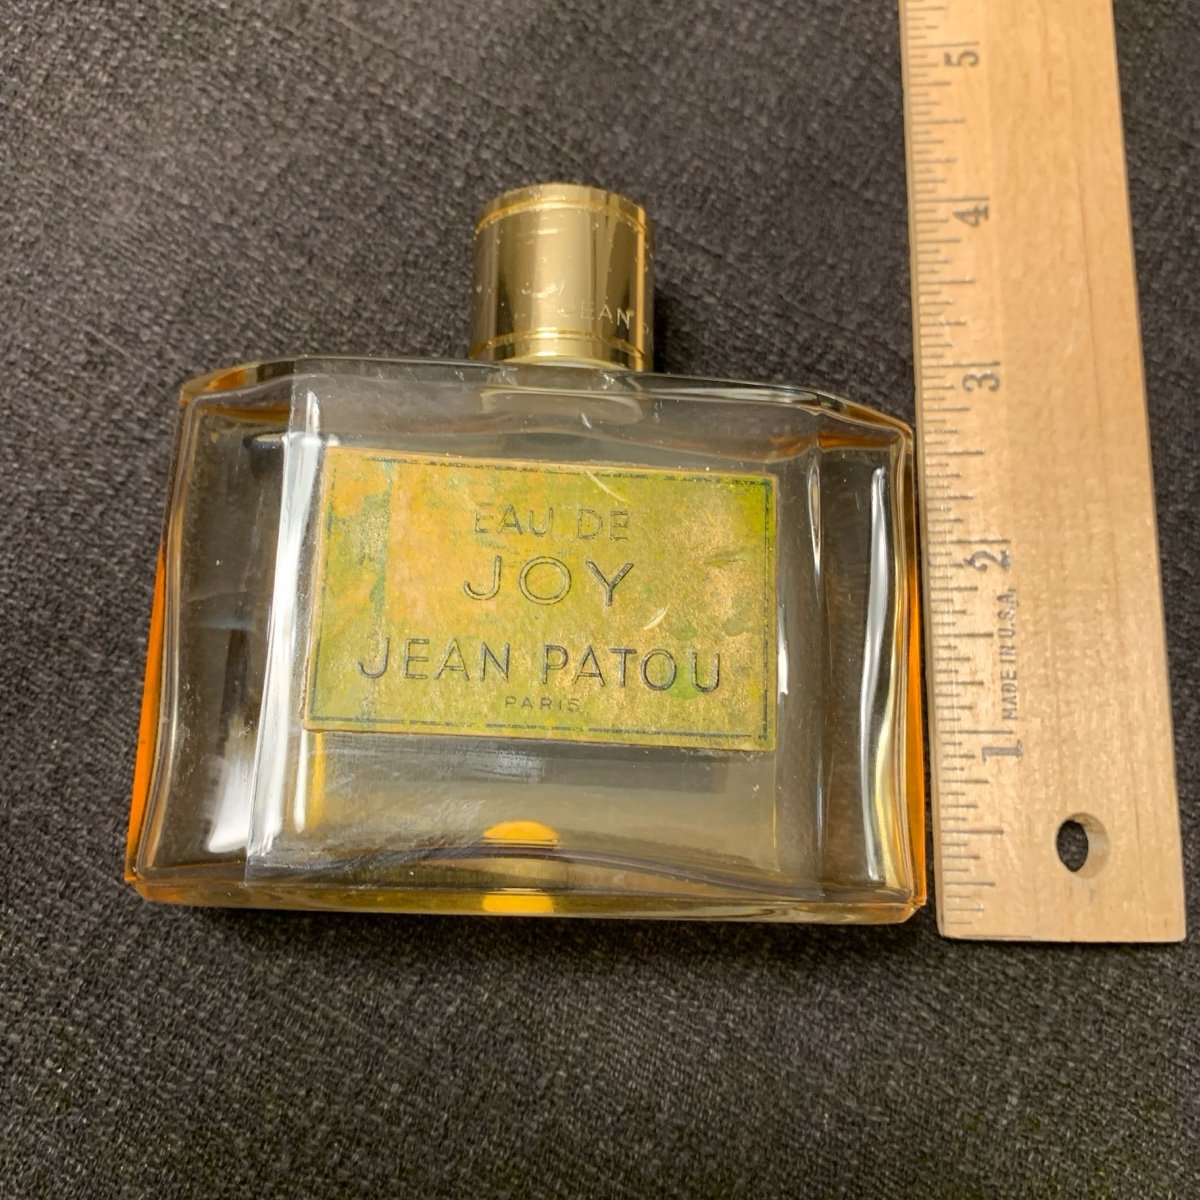 JEAN
EAU DE
JOY
JEAN PATOU
PARIS
5
4
3
2
1
MADE IN U.S.A.